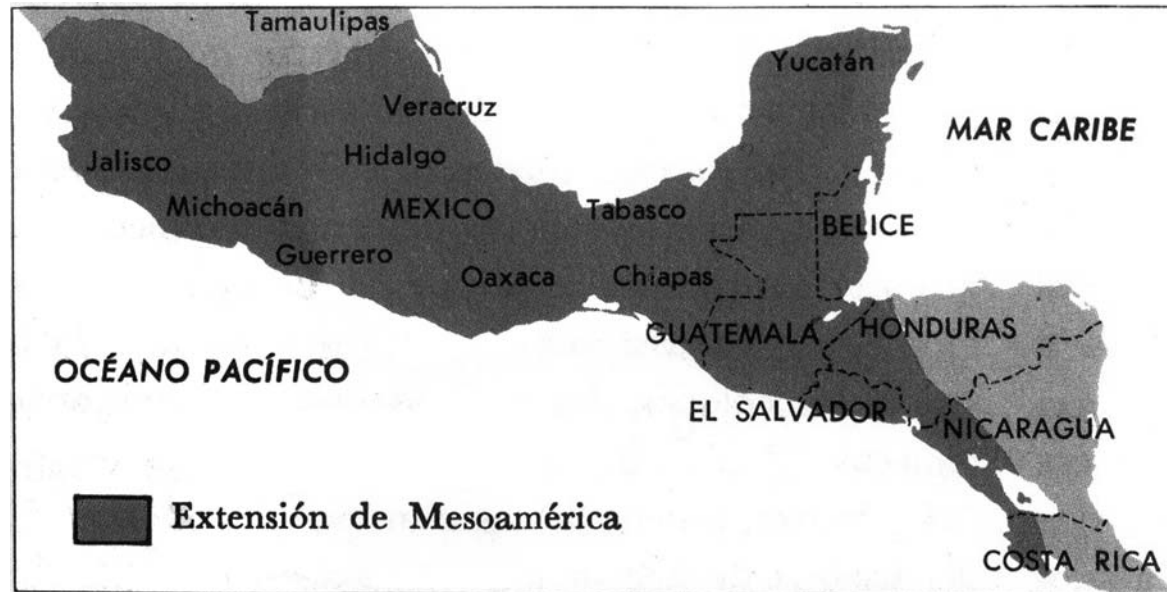 Tamaulipas
Yucatán
Veracruz
MAR CARIBE
Jalisco
Hidalgo
Michoacán
MEXICO
Tabasco
BELICE
Guerrero
Oaxaca
Chiapas
GUATEMALA
HONDURAS
OCÉANO PACÍFICO
EL SALVADOR
NICARAGUA
Extensión de Mesoamérica
COSTA RICA